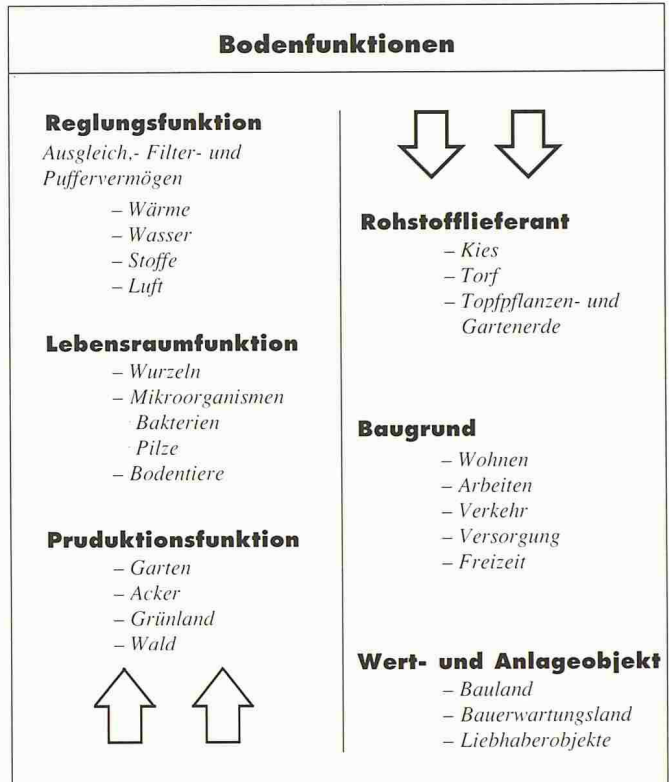 Bodenfunktionen
Reglungsfunktion
Ausgleich,- Filter- und
Puffervermögen
– Wärme
– Wasser
– Stoffe
– Luft
Lebensraumfunktion
– Wurzeln
– Mikroorganismen
Bakterien
Pilze
– Bodentiere
Pruduktionsfunktion
– Garten
– Acker
– Grünland
– Wald
Rohstofflieferant
– Kies
– Torf
– Topfpflanzen- und
Gartenerde
Baugrund
– Wohnen
– Arbeiten
– Verkehr
– Versorgung
– Freizeit
Wert- und Anlageobjekt
– Bauland
– Bauerwartungsland
– Liebhaberobjekte